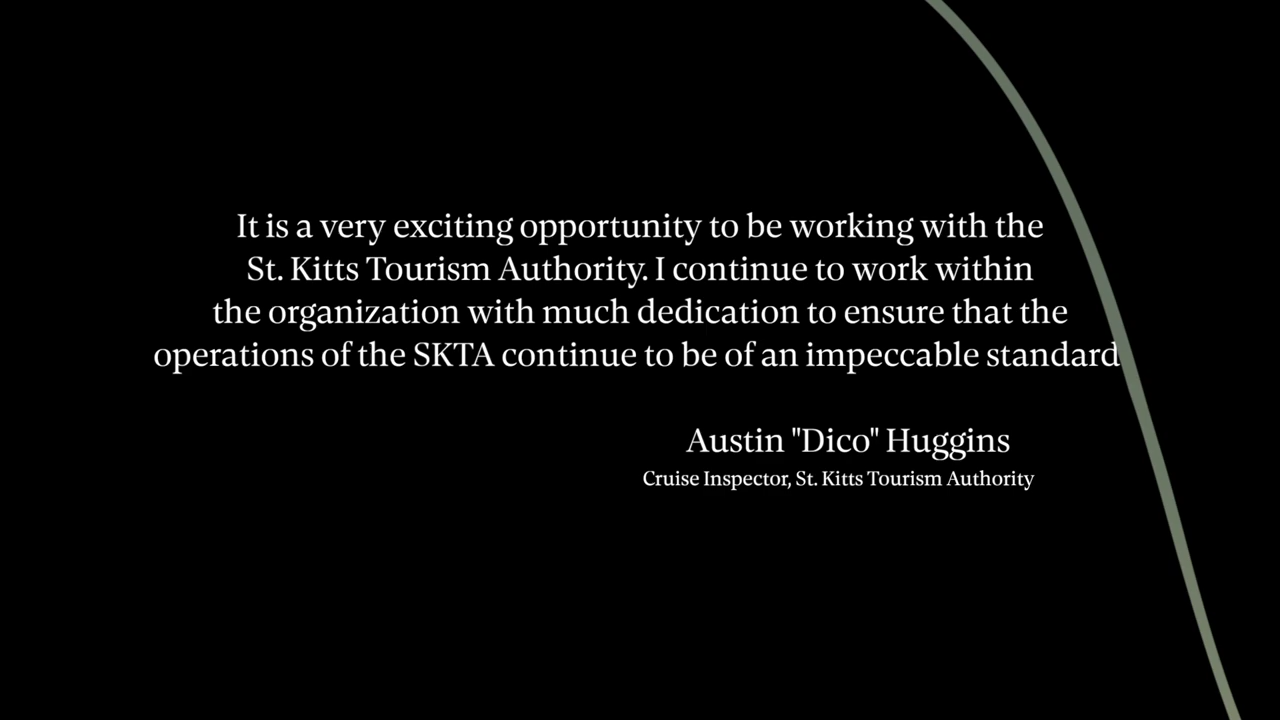 It is a very exciting opportunity to be working with the
St. Kitts Tourism Authority. I continue to work within
the organization with much dedication to ensure that the
operations of the SKTA continue to be of an impeccable standard
Austin "Dico" Huggins
Cruise Inspector, St. Kitts Tourism Authority